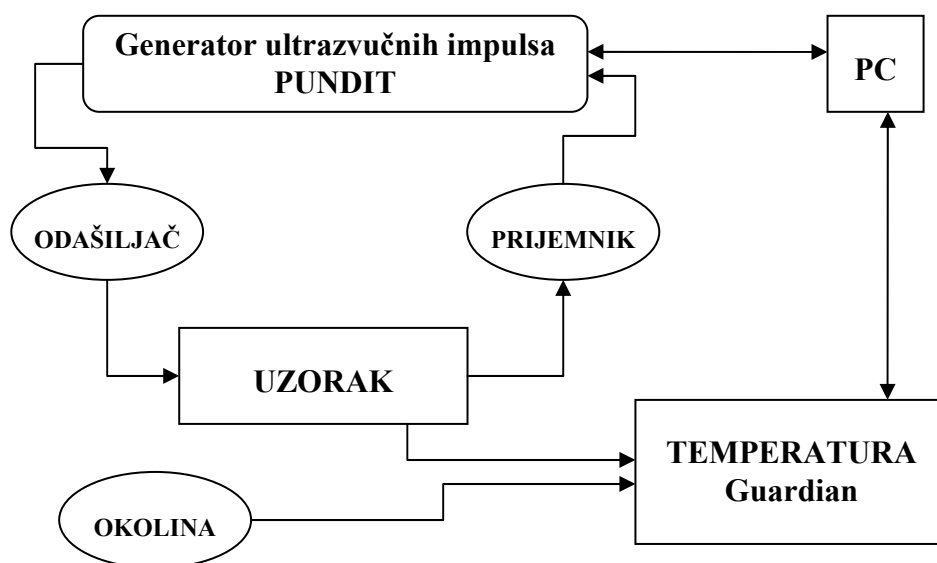 Generator ultrazvučnih impulsa
PUNDIT
PC
ODAŠILJAČ
PRIJEMNIK
UZORAK
TEMPERATURA
Guardian
OKOLINA